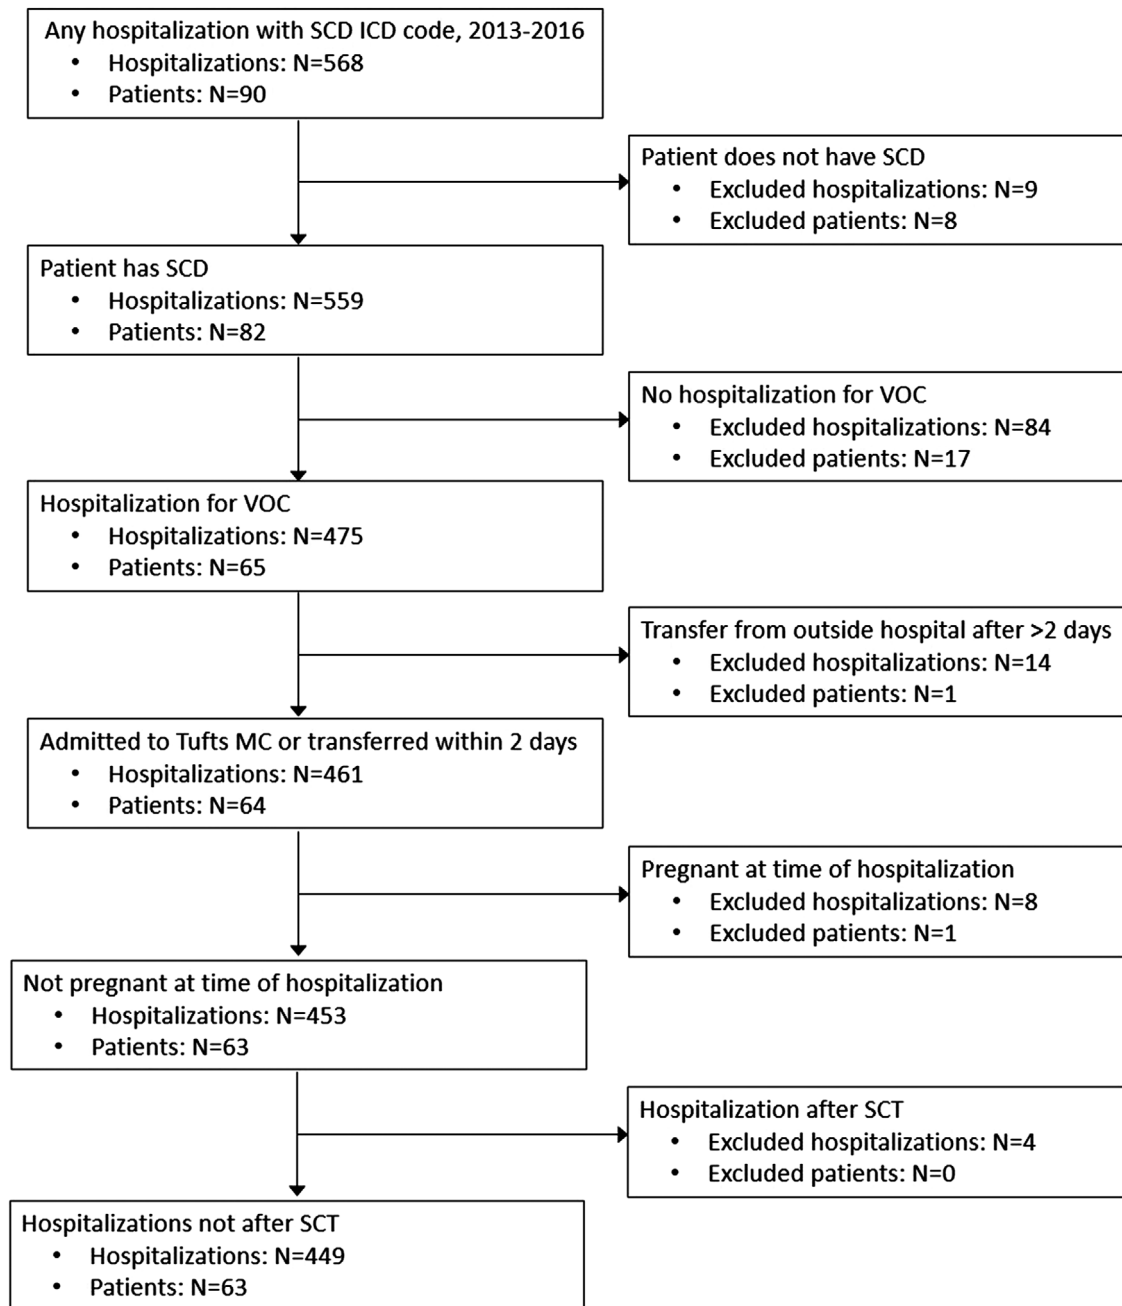 Any hospitalization with SCD ICD code, 2013-2016
• Hospitalizations: N=568
• Patients: N=90
Patient does not have SCD
• Excluded hospitalizations: N=9
• Excluded patients: N=8
Patient has SCD
• Hospitalizations: N=559
• Patients: N=82
No hospitalization for VOC
• Excluded hospitalizations: N=84
• Excluded patients: N=17
Hospitalization for VOC
• Hospitalizations: N=475
• Patients: N=65
Transfer from outside hospital after >2 days
• Excluded hospitalizations: N=14
• Excluded patients: N=1
Admitted to Tufts MC or transferred within 2 days
• Hospitalizations: N=461
• Patients: N=64
Pregnant at time of hospitalization
• Excluded hospitalizations: N=8
• Excluded patients: N=1
Not pregnant at time of hospitalization
• Hospitalizations: N=453
• Patients: N=63
Hospitalization after SCT
• Excluded hospitalizations: N=4
• Excluded patients: N=0
Hospitalizations not after SCT
• Hospitalizations: N=449
• Patients: N=63